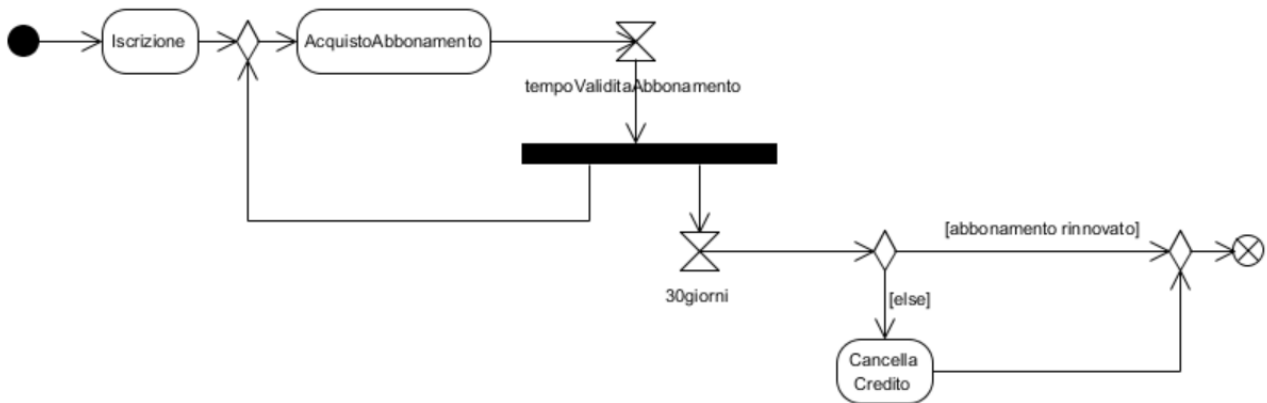 Iscrizione
AcquistoAbbonamento
tempoValiditaAbbonamento
[abbonamento rinnovato]
30giorni
[else]
Cancella
Credito